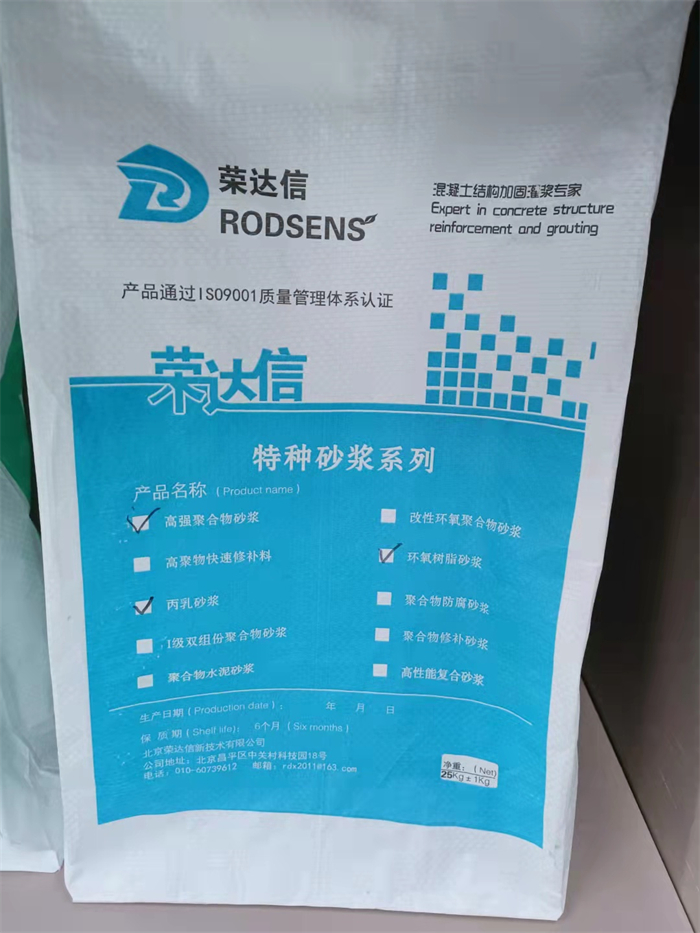 荣达信
RODSENS
混凝土结构加固灌浆专家
Expert in concrete structure
reinforcement and grouting
产品通过ISO9001质量管理体系认证
荣达信
特种砂浆系列
产品名称 (Product name)
高强聚合物砂浆
高聚物快速修补料
丙乳砂浆
I级双组份聚合物砂浆
聚合物水泥砂浆
改性环氧聚合物砂浆
环氧树脂砂浆
聚合物防腐砂浆
聚合物修补砂浆
高性能复合砂浆
生产日期(Production date): 年 月 日
保 质 期(Shelf life): 6个月(Six months)
北京荣达信新技术有限公司
公司地址: 北京昌平区中关村科技园18号
电话: 010-60739612 邮箱: rds2011@163.com
净重: (Net)
25Kg±1Kg